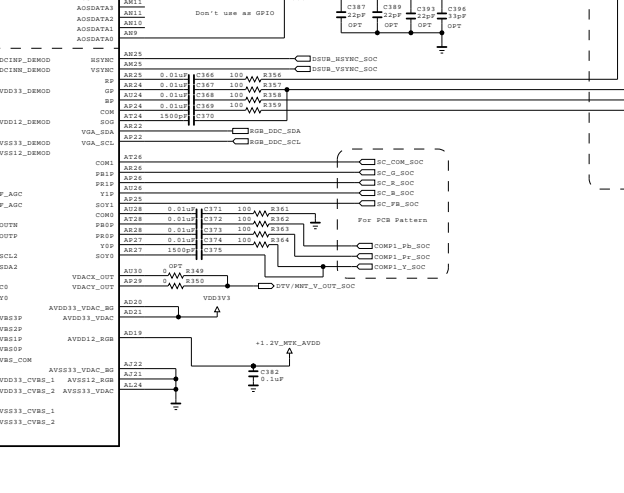 AOSDATA3 AN11
AOSDATA2 AN11
AOSDATA1 AN10
AOSDATA0 AN9
Don't use as GPIO
C387 C389 C393 C396
22pF 22pF 22pF 33pF
OPT OPT OPT
DCINP_DEMOD HSYNC AN25 DSUB_HSYNC_SOC
DCINN_DEMOD VSYNC AM25 DSUB_VSYNC_SOC
RP AR25 0.01uF C366 100 R356
VDD33_DEMOD GP AR24 0.01uF C367 100 R357
BP AU24 0.01uF C368 100 R358
COM AP24 0.01uF C369 100 R359
VDD12_DEMOD SOG AT24 1500pF C370
VGA_SDA AR22 RGB_DDC_SDA
VSS33_DEMOD VGA_SCL AP22 RGB_DDC_SCL
VSS12_DEMOD
COM1 AT26 SC_COM_SOC
PB1P AR26 SC_G_SOC
PR1P AP26 SC_R_SOC
F_AGC Y1P AU26 SC_B_SOC
F_AGC SOY1 AP25 SC_FB_SOC
COM0 AU28 0.01uF C371 100 R361
OUTN PB0P AT28 0.01uF C372 100 R362 For PCB Pattern
OUTP PR0P AR28 0.01uF C373 100 R363
Y0P AP27 0.01uF C374 100 R364 COMP1_Pb_SOC
SCL2 SOY0 AR27 1500pF C375 COMP1_Pr_SOC
SDA2 OPT COMP1_Y_SOC
VDACX_OUT AU30 0 R349
C0 VDACY_OUT AP29 0 R350 DTV/MNT_V_OUT_SOC
Y0 VDD3V3
AVDD33_VDAC_BG AD20
VBS3P AVDD33_VDAC AD21
VBS2P
VBS1P AVDD12_RGB AD19
VBS0P +1.2V_MTK_AVDD
VBS_COM
AVSS33_VDAC_BG AJ22
VDD33_CVBS_1 AVSS12_RGB AJ21 C382
VDD33_CVBS_2 AVSS33_VDAC AL24 0.1uF
VSS33_CVBS_1
VSS33_CVBS_2